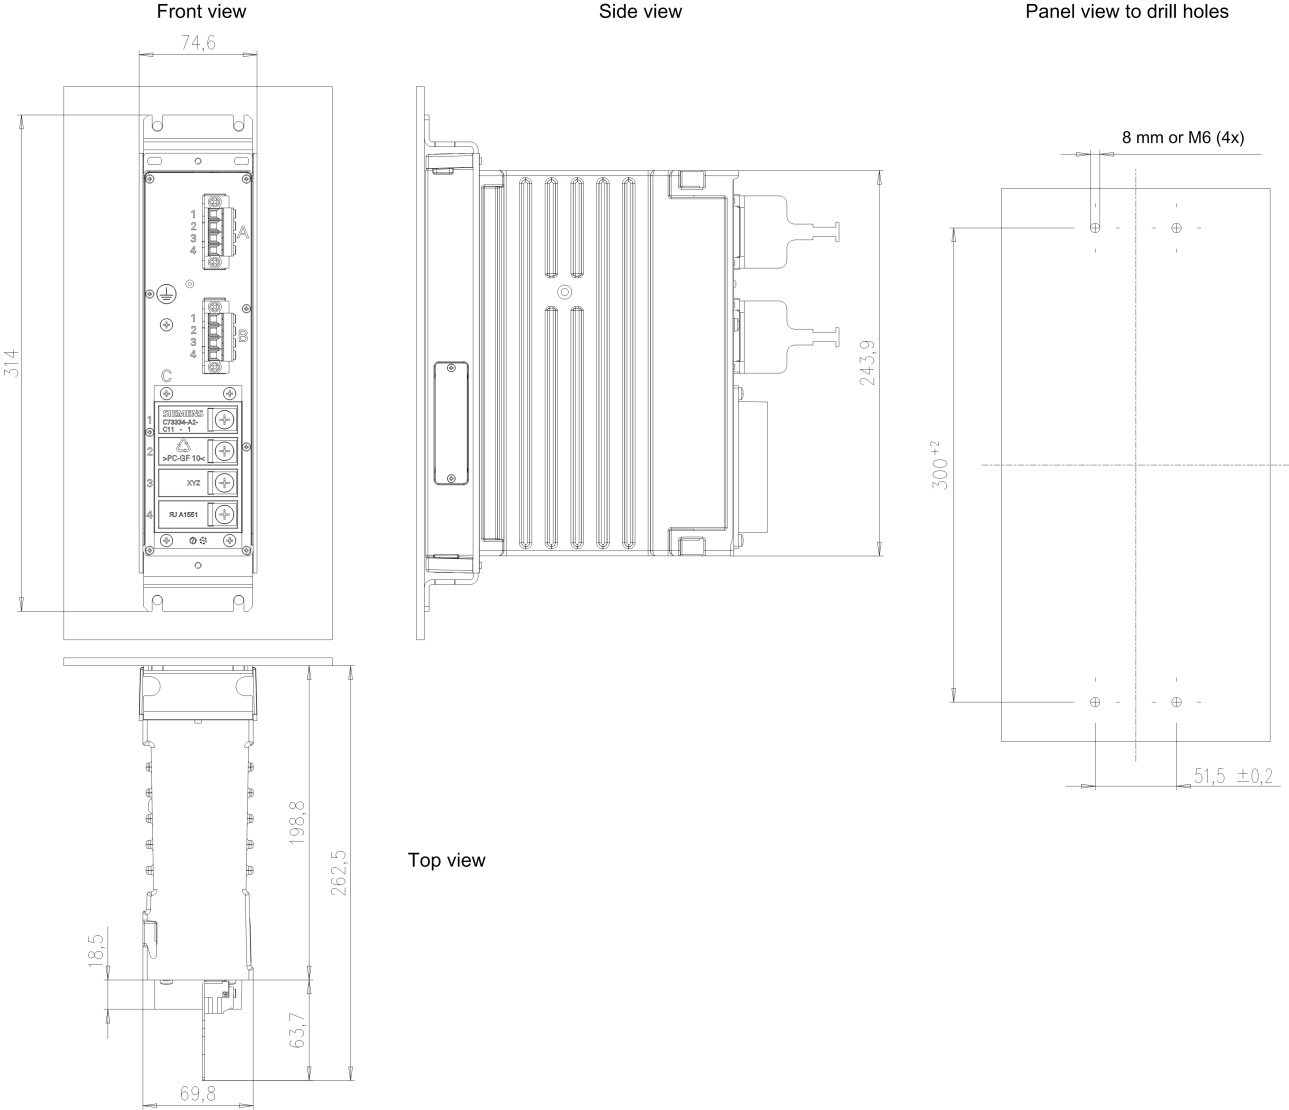 Front view
Side view
Panel view to drill holes
74,6
8 mm or M6 (4x)
314
1
2
3
4
A
1
2
3
4
B
C
1
SIEMENS
C73334-A2-
C11 - 1
2
>PC-GF 10<
3
XYZ
4
RU A1551
243,9
300 +2
51,5 ±0,2
198,8
262,5
Top view
18,5
63,7
69,8